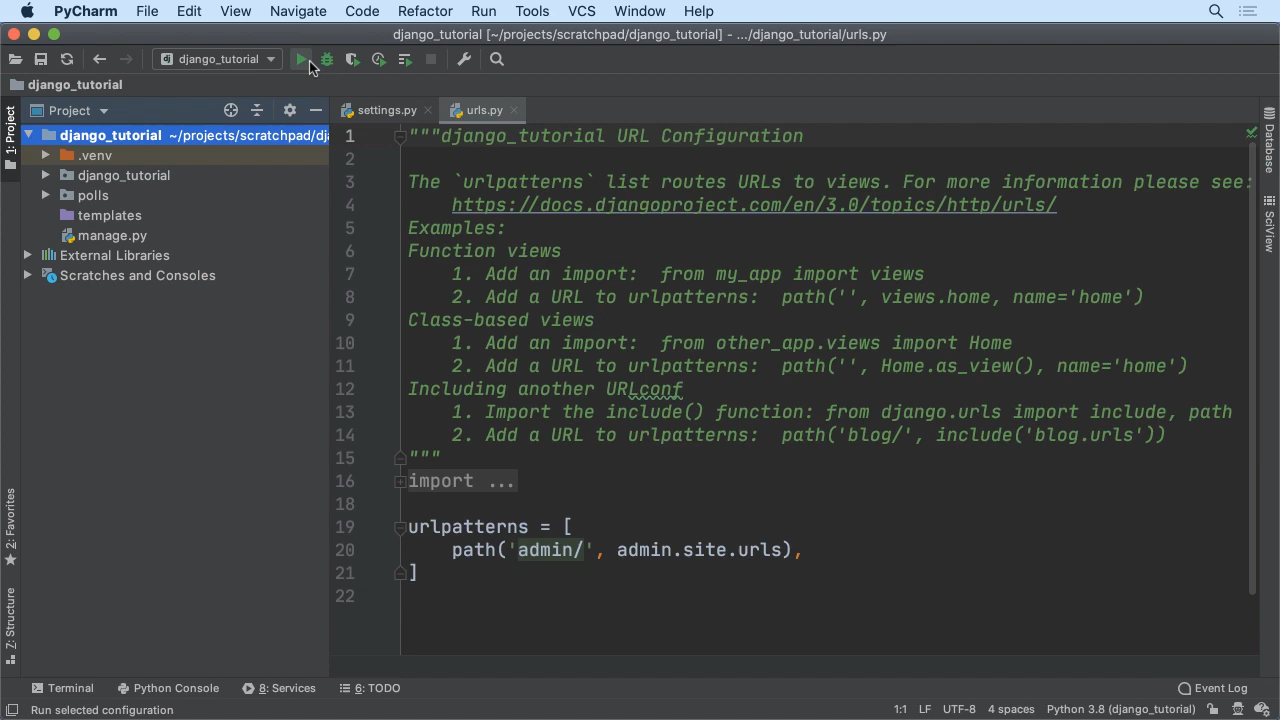 PyCharm File Edit View Navigate Code Refactor Run Tools VCS Window Help
django_tutorial [~/projects/scratchpad/django_tutorial] - .../django_tutorial/urls.py
django_tutorial
django_tutorial
Project
settings.py
urls.py
1: Project
2: Favorites
Z: Structure
django_tutorial ~/projects/scratchpad/dj
.venv
django_tutorial
polls
templates
manage.py
External Libraries
Scratches and Consoles
1 """django_tutorial URL Configuration
2
3 The `urlpatterns` list routes URLs to views. For more information please see:
4 https://docs.djangoproject.com/en/3.0/topics/http/urls/
5 Examples:
6 Function views
7 1. Add an import:  from my_app import views
8 2. Add a URL to urlpatterns:  path('', views.home, name='home')
9 Class-based views
10 1. Add an import:  from other_app.views import Home
11 2. Add a URL to urlpatterns:  path('', Home.as_view(), name='home')
12 Including another URLconf
13 1. Import the include() function: from django.urls import include, path
14 2. Add a URL to urlpatterns:  path('blog/', include('blog.urls'))
15 """
16 import ...
18
19 urlpatterns = [
20 path('admin/', admin.site.urls),
21 ]
22
Database
SciView
Terminal Python Console 8: Services 6: TODO Event Log
Run selected configuration 1:1 LF UTF-8 4 spaces Python 3.8 (django_tutorial)